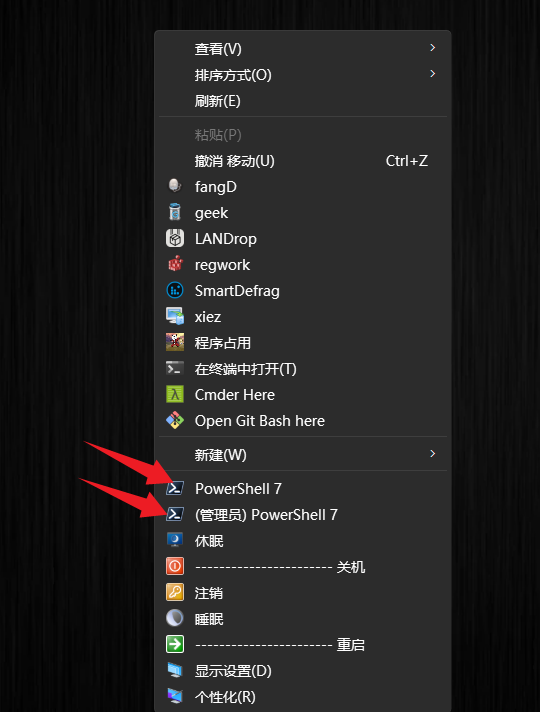 查看(V)
排序方式(O)
刷新(E)
粘贴(P)
撤消 移动(U) Ctrl+Z
fangD
geek
LANDrop
regwork
SmartDefrag
xiez
程序占用
在终端中打开(T)
Cmder Here
Open Git Bash here
新建(W)
PowerShell 7
(管理员) PowerShell 7
休眠
----------------------- 关机
注销
睡眠
----------------------- 重启
显示设置(D)
个性化(R)